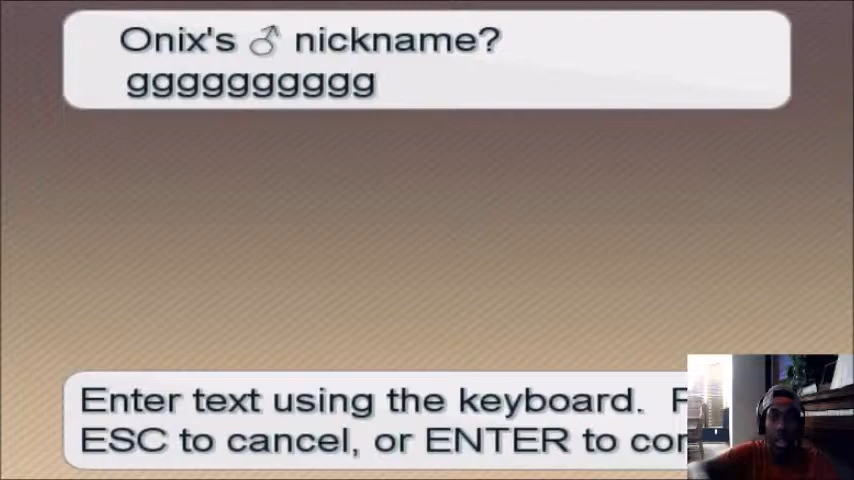 Onix's ♂ nickname?
gggggggggg
Enter text using the keyboard.
ESC to cancel, or ENTER to